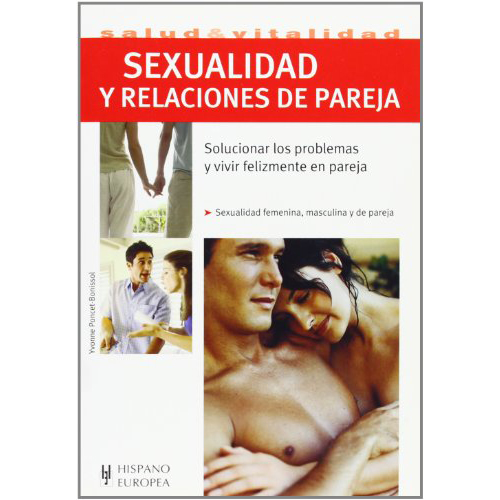 salud&vitalidad
SEXUALIDAD
Y RELACIONES DE PAREJA
Solucionar los problemas
y vivir felizmente en pareja
➤ Sexualidad femenina, masculina y de pareja
Yvonne Poncet-Bonissol
HISPANO
EUROPEA